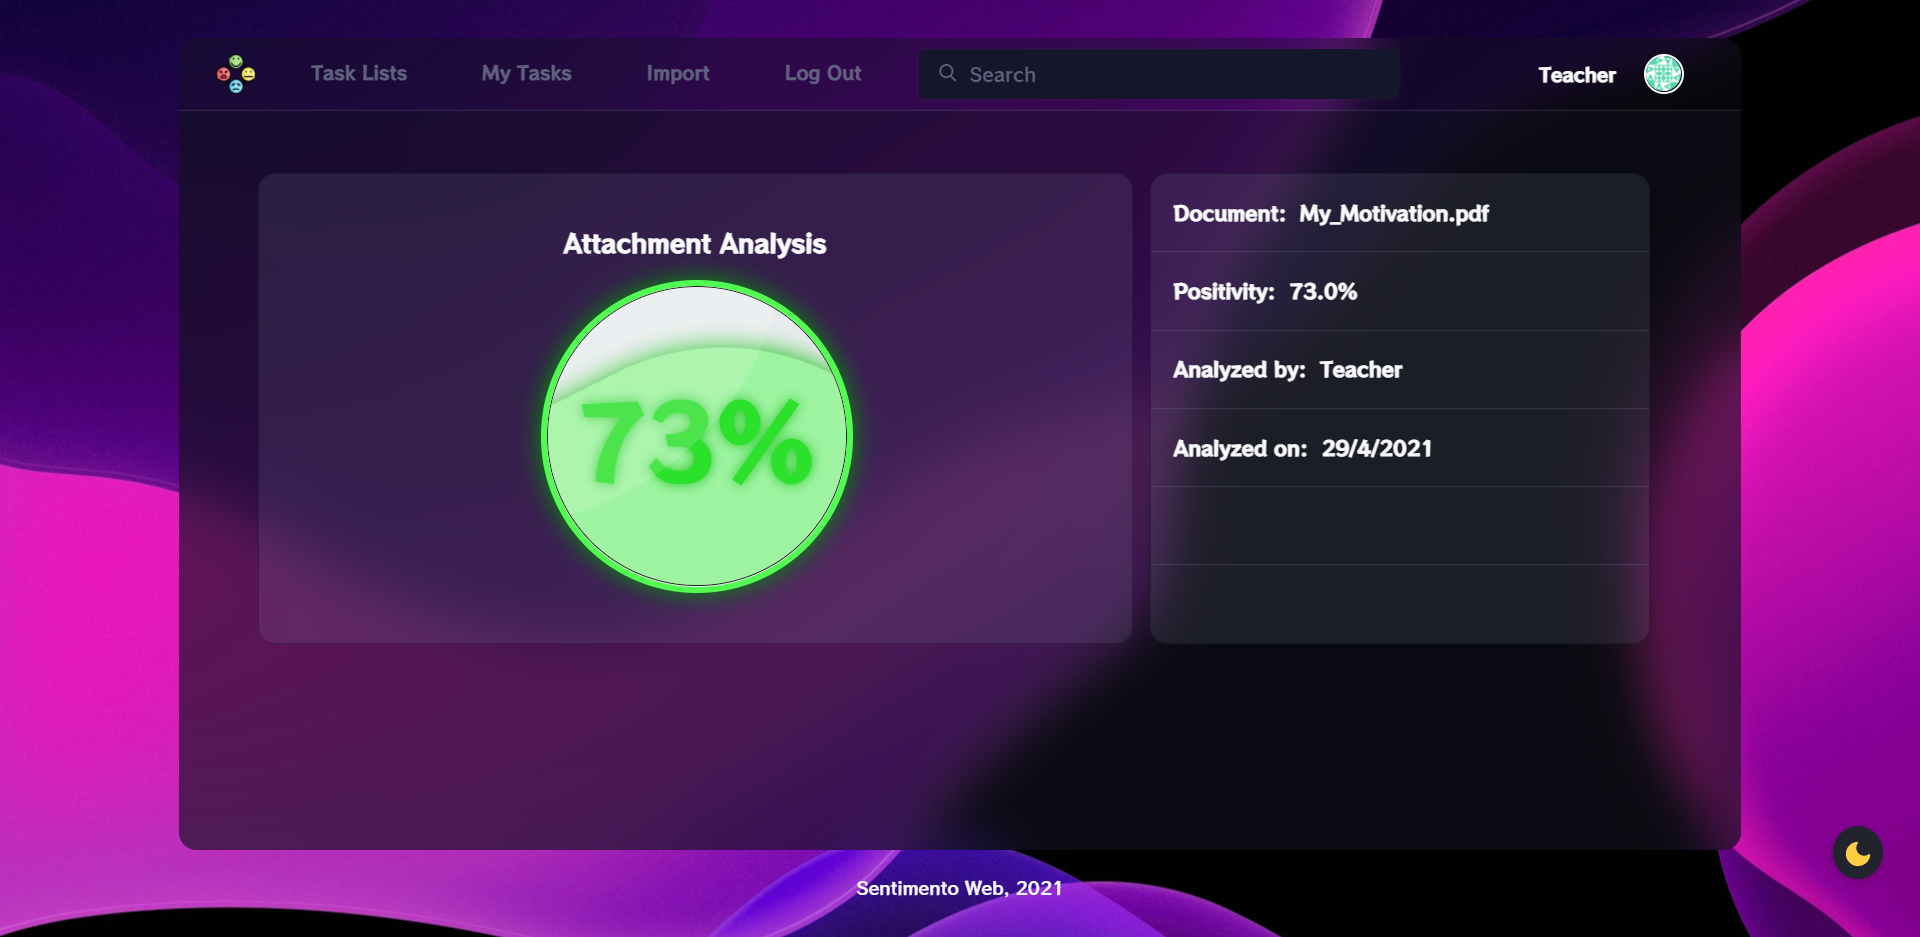 Task Lists My Tasks Import Log Out Search Teacher
Attachment Analysis
73%
Document: My_Motivation.pdf
Positivity: 73.0%
Analyzed by: Teacher
Analyzed on: 29/4/2021
Sentimento Web, 2021